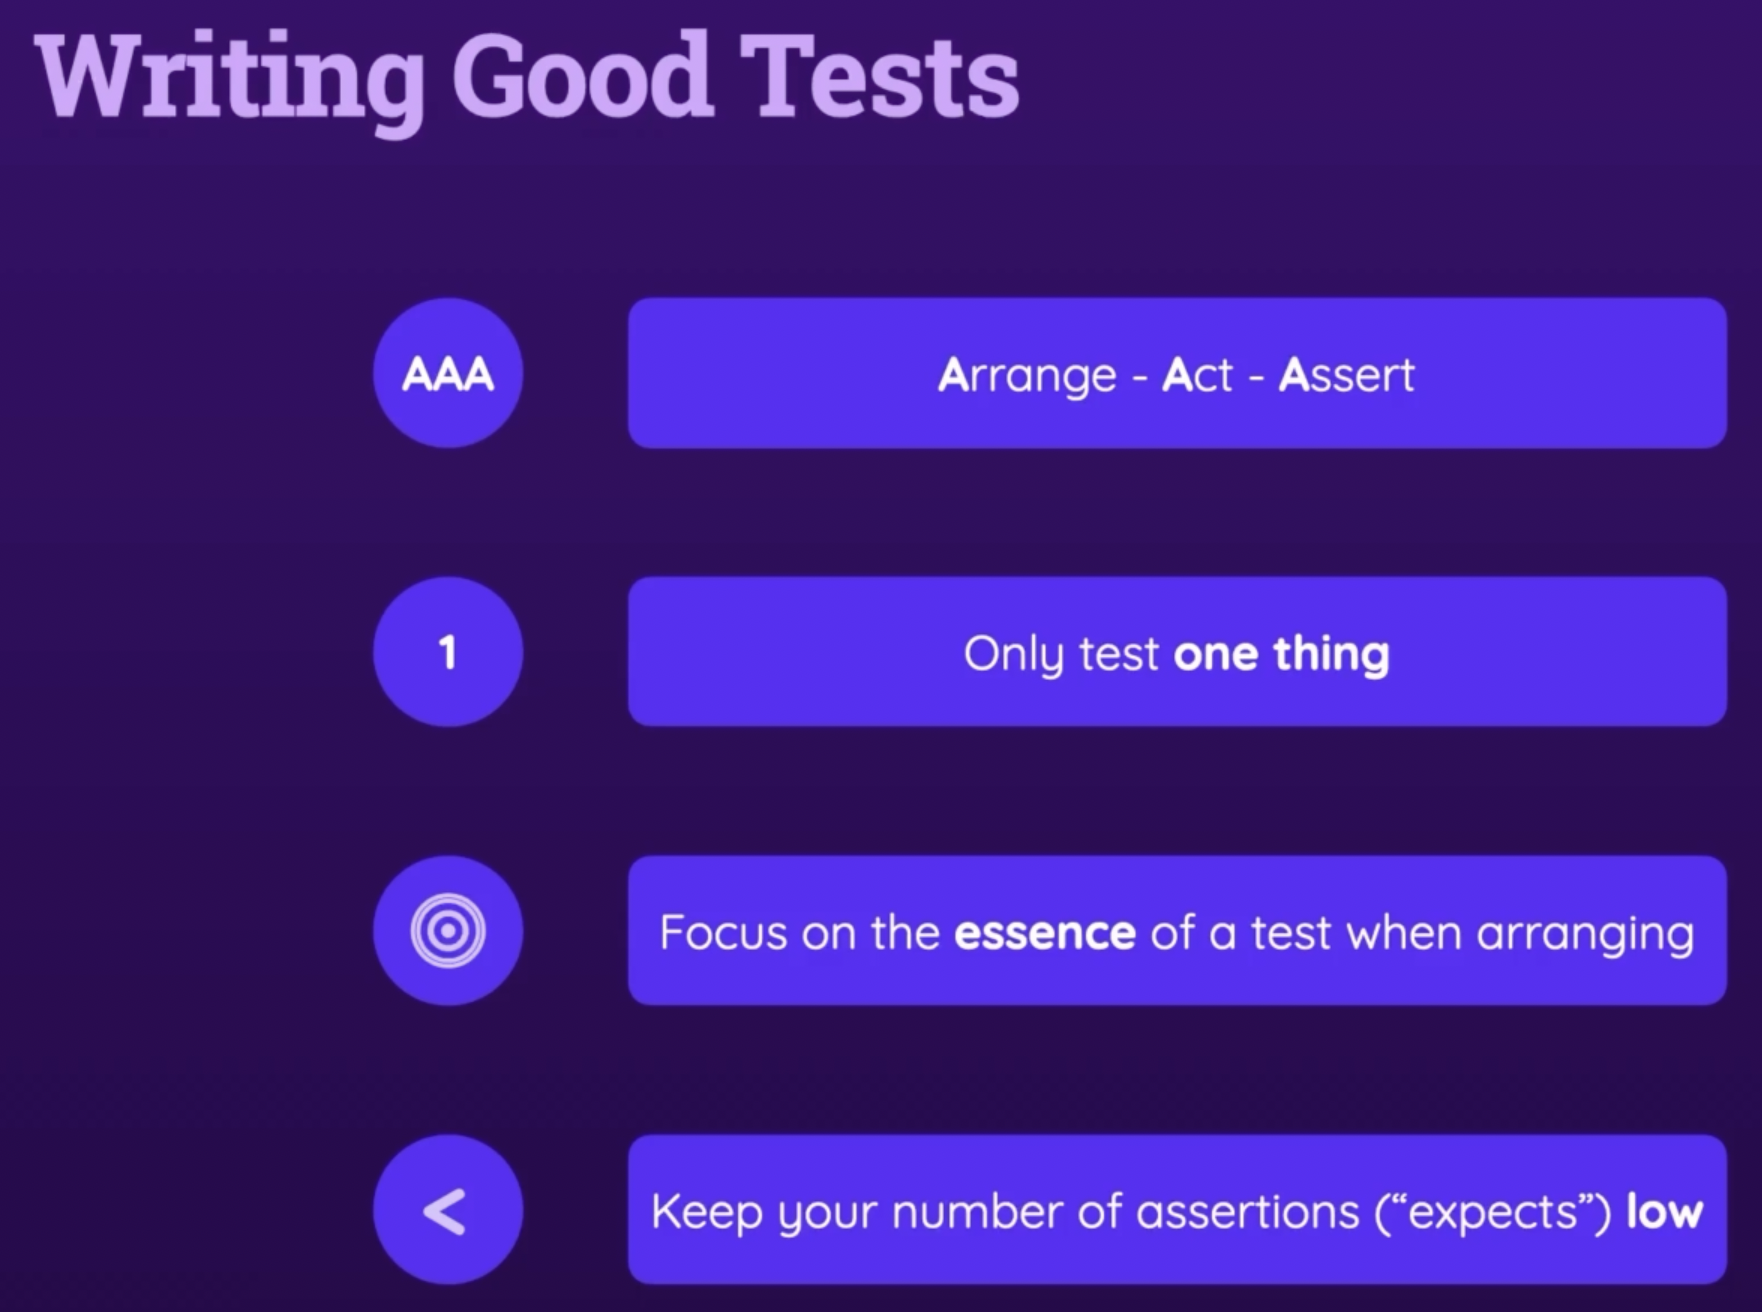 Writing Good Tests
AAA
Arrange - Act - Assert
1
Only test one thing
Focus on the essence of a test when arranging
<
Keep your number of assertions (“expects”) low